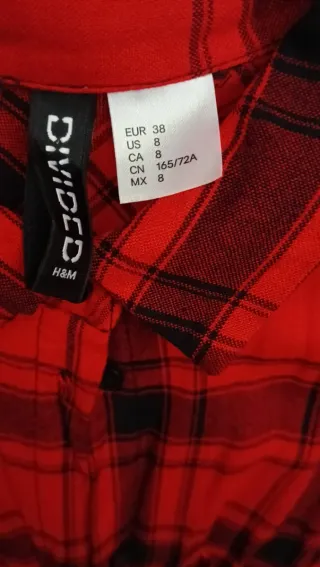 DIVIDED
H&M
EUR 38
US 8
CA 8
CN 165/72A
MX 8